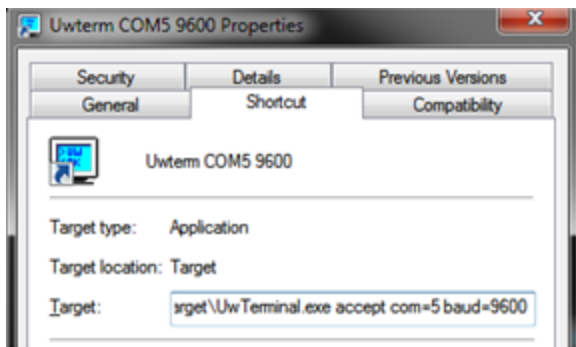 Uwterm COM5 9600 Properties
Security Details Previous Versions
General Shortcut Compatibility
Uwterm COM5 9600
Target type: Application
Target location: Target
Target: arget\UwTerminal.exe accept com=5 baud=9600